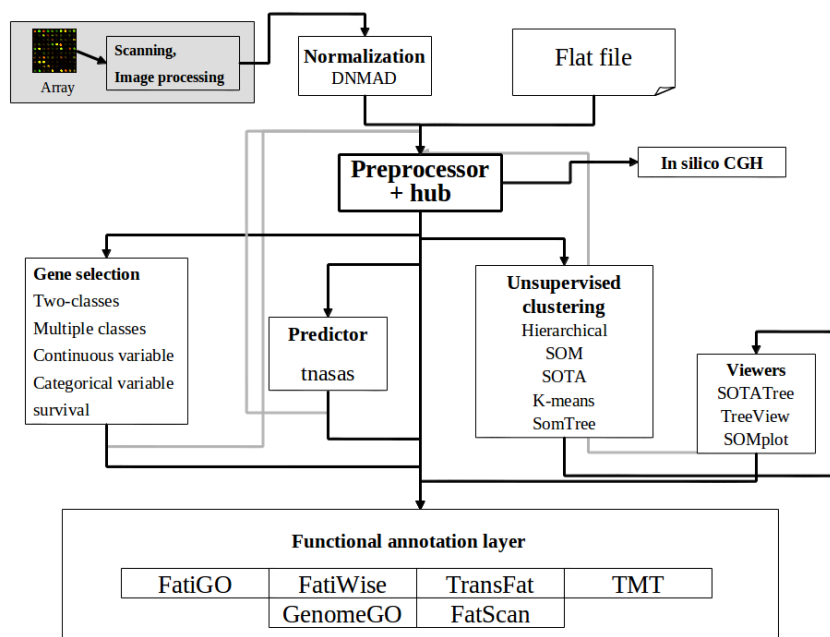 Scanning,
Image processing
Array
Normalization
DNMAD
Flat file
Preprocessor
+ hub
In silico CGH
Gene selection
Two-classes
Multiple classes
Continuous variable
Categorical variable
survival
Predictor
tnasas
Unsupervised
clustering
Hierarchical
SOM
SOTA
K-means
SomTree
Viewers
SOTATree
TreeView
SOMplot
Functional annotation layer
FatiGO FatiWise TransFat TMT
GenomeGO FatScan